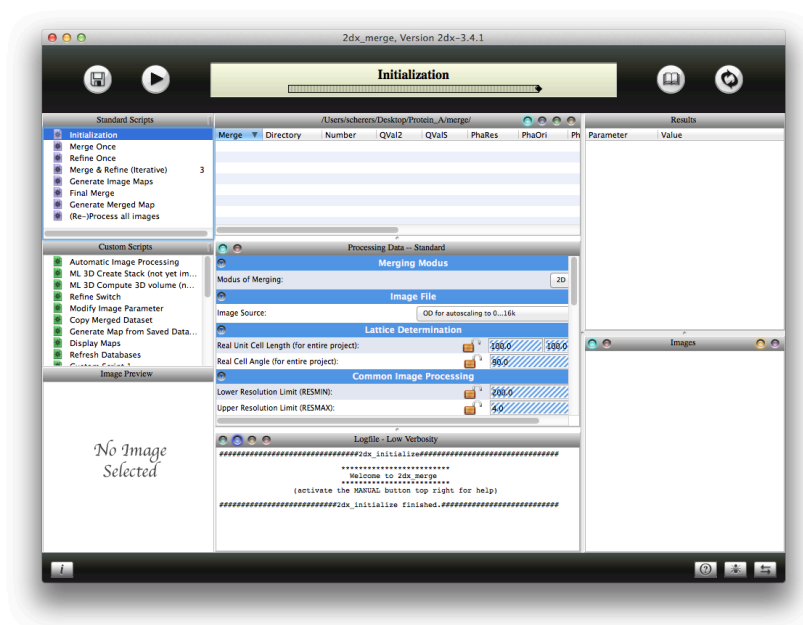 2dx_merge, Version 2dx-3.4.1
Initialization
Standard Scripts
Initialization
Merge Once
Refine Once
Merge & Refine (Iterative) 3
Generate Image Maps
Final Merge
Generate Merged Map
(Re-)Process all images
/Users/scherers/Desktop/Protein_A/merge/
Merge Directory Number QVal2 QValS PhaRes PhaOri Ph
Results
Parameter Value
Custom Scripts
Automatic Image Processing
ML 3D Create Stack (not yet im...
ML 3D Compute 3D volume (n...
Refine Switch
Modify Image Parameter
Copy Merged Dataset
Generate Map from Saved Data...
Display Maps
Refresh Databases
Custom Script 1
Processing Data -- Standard
Merging Modus
Modus of Merging: 2D
Image File
Image Source: OD for autoscaling to 0...16k
Lattice Determination
Real Unit Cell Length (for entire project): 100.0 100.0
Real Cell Angle (for entire project): 90.0
Common Image Processing
Lower Resolution Limit (RESMIN): 200.0
Upper Resolution Limit (RESMAX): 4.0
Images
Image Preview
No Image
Selected
Logfile - Low Verbosity
################################2dx_initialize################################
*************************
Welcome to 2dx_merge
*************************
(activate the MANUAL button top right for help)
###########################2dx_initialize finished.###########################
i
?